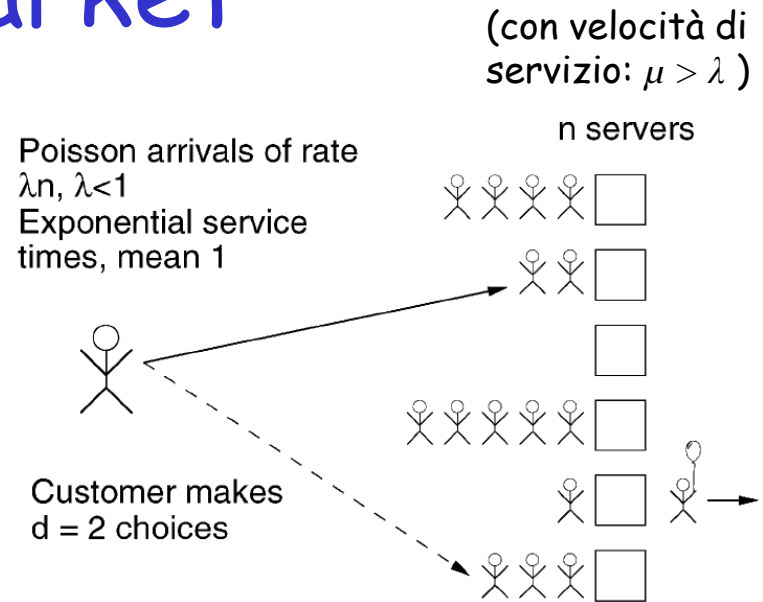 (con velocità di
servizio: μ > λ )
n servers
Poisson arrivals of rate
λn, λ<1
Exponential service
times, mean 1
Customer makes
d = 2 choices